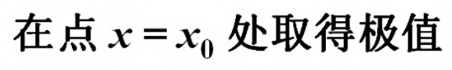 在点 x = x₀ 处取得极值